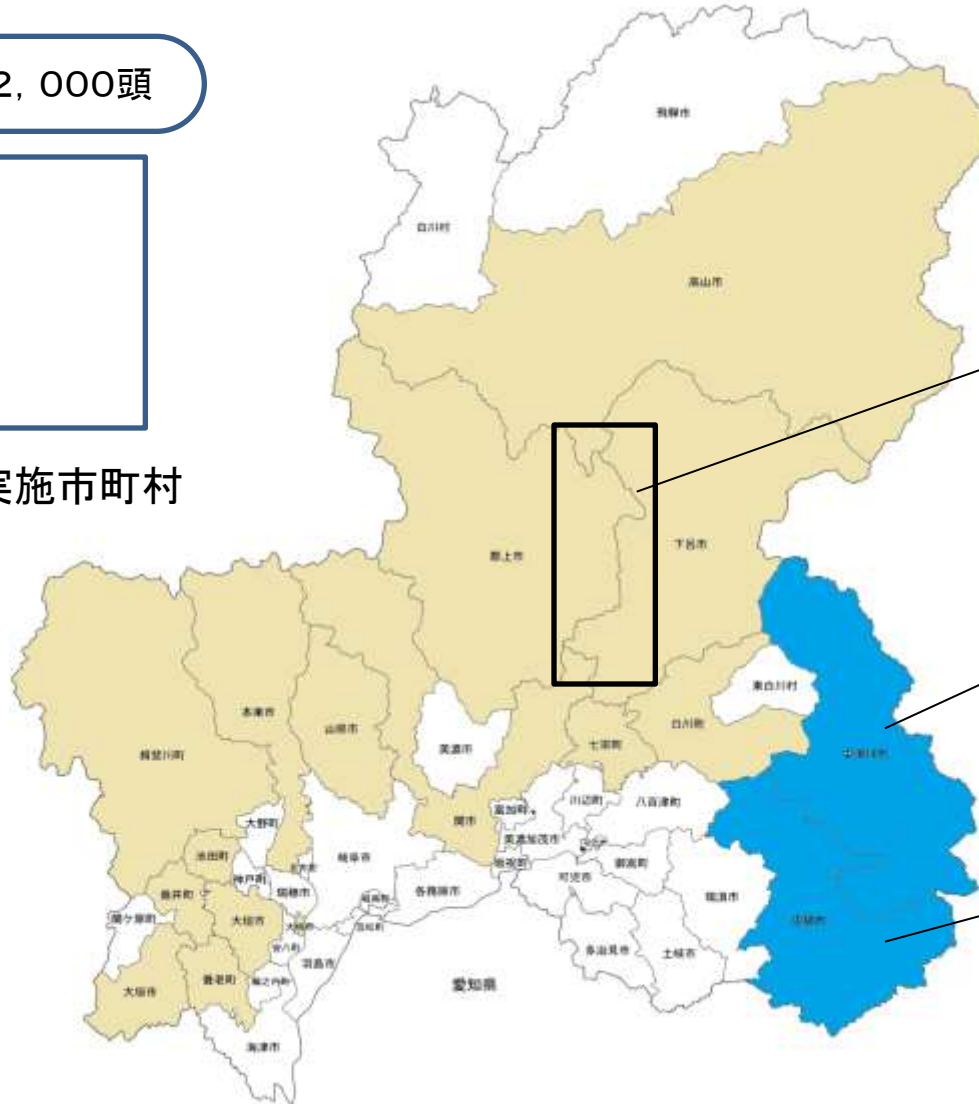 2，000頭
実施市町村
飛騨市
白川村
高山市
郡上市
下呂市
東白川村
本巣市
山県市
白川町
中津川市
揖斐川町
美濃市
七宗町
大野町
関市
富加町
川辺町
八百津町
池田町
岐阜市
美濃加茂市
神戸町
瑞穂市
坂祝町
御嵩町
垂井町
各務原市
可児市
瑞浪市
関ケ原町
大垣市
恵那市
安八町
羽島市
多治見市
土岐市
大垣市
養老町
輪之内町
愛知県
海津市